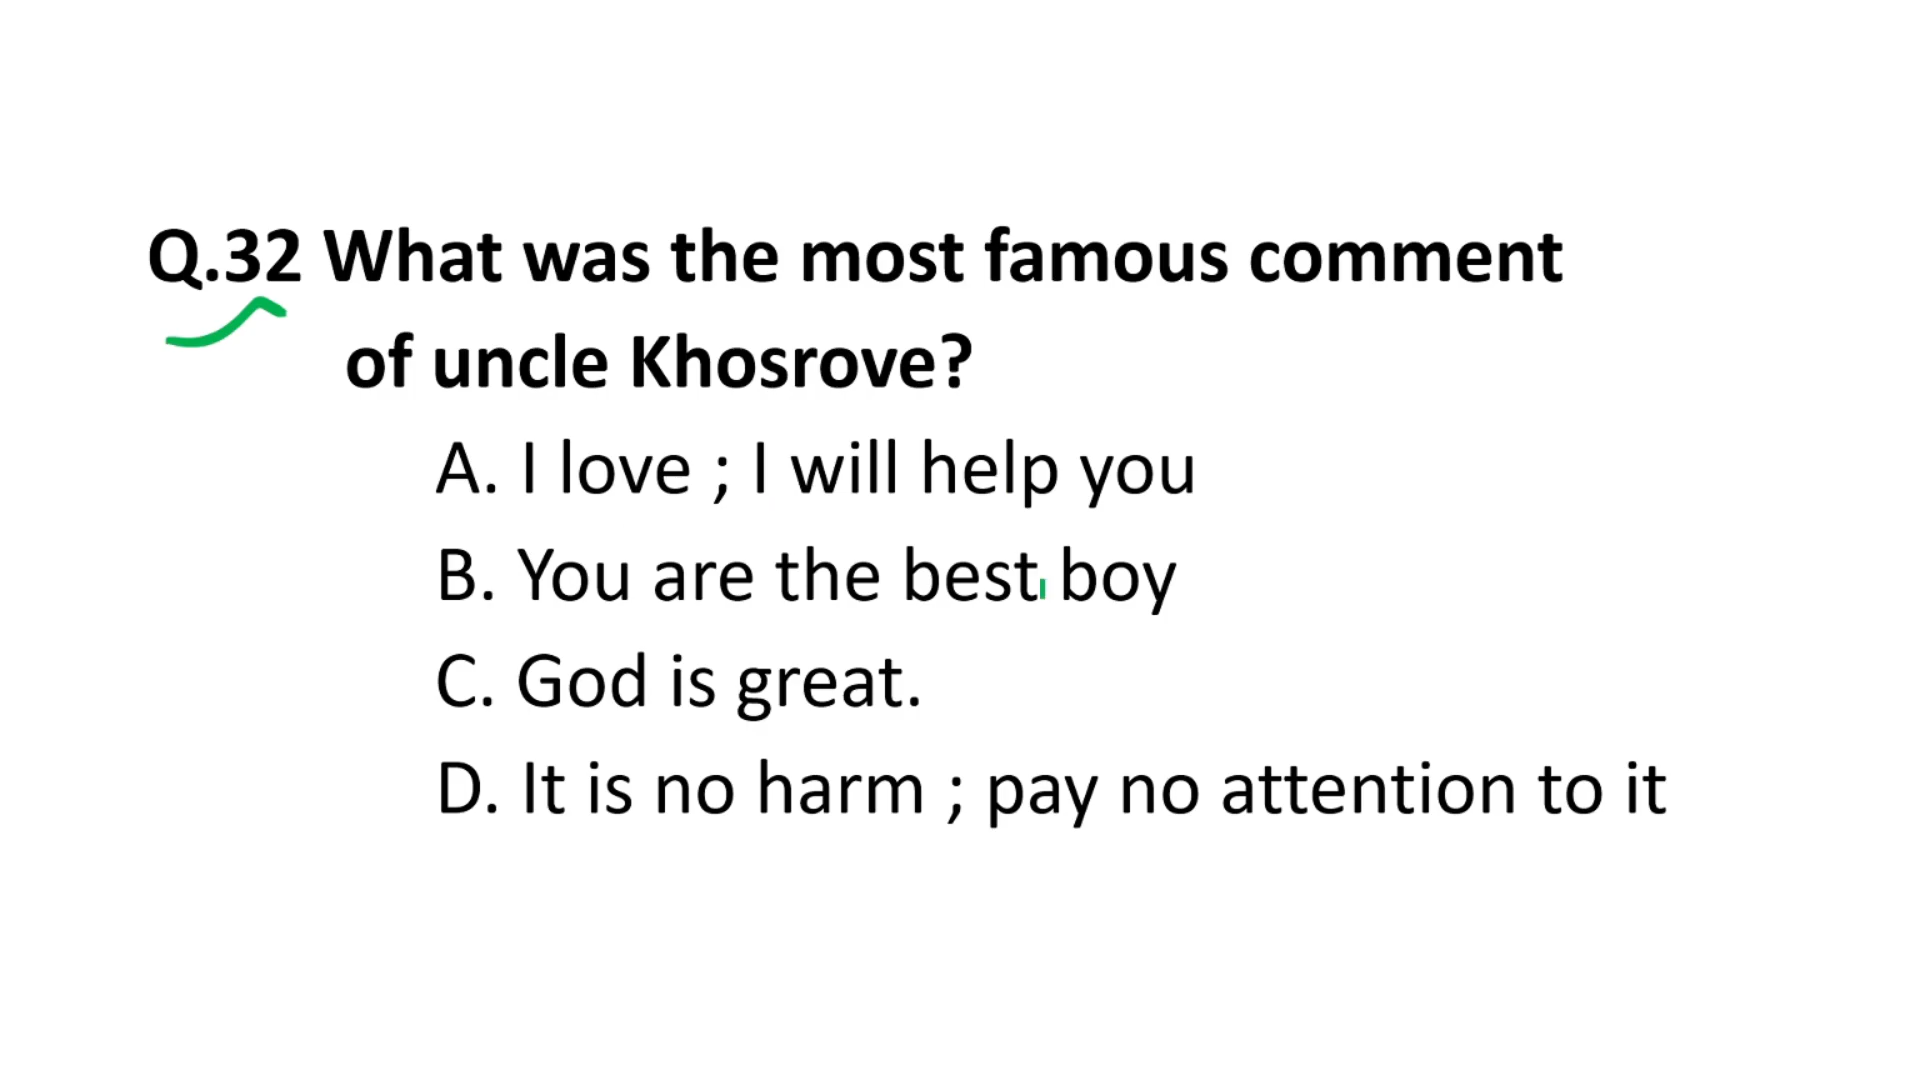 Q.32 What was the most famous comment
of uncle Khosrove?
A. I love ; I will help you
B. You are the best boy
C. God is great.
D. It is no harm ; pay no attention to it